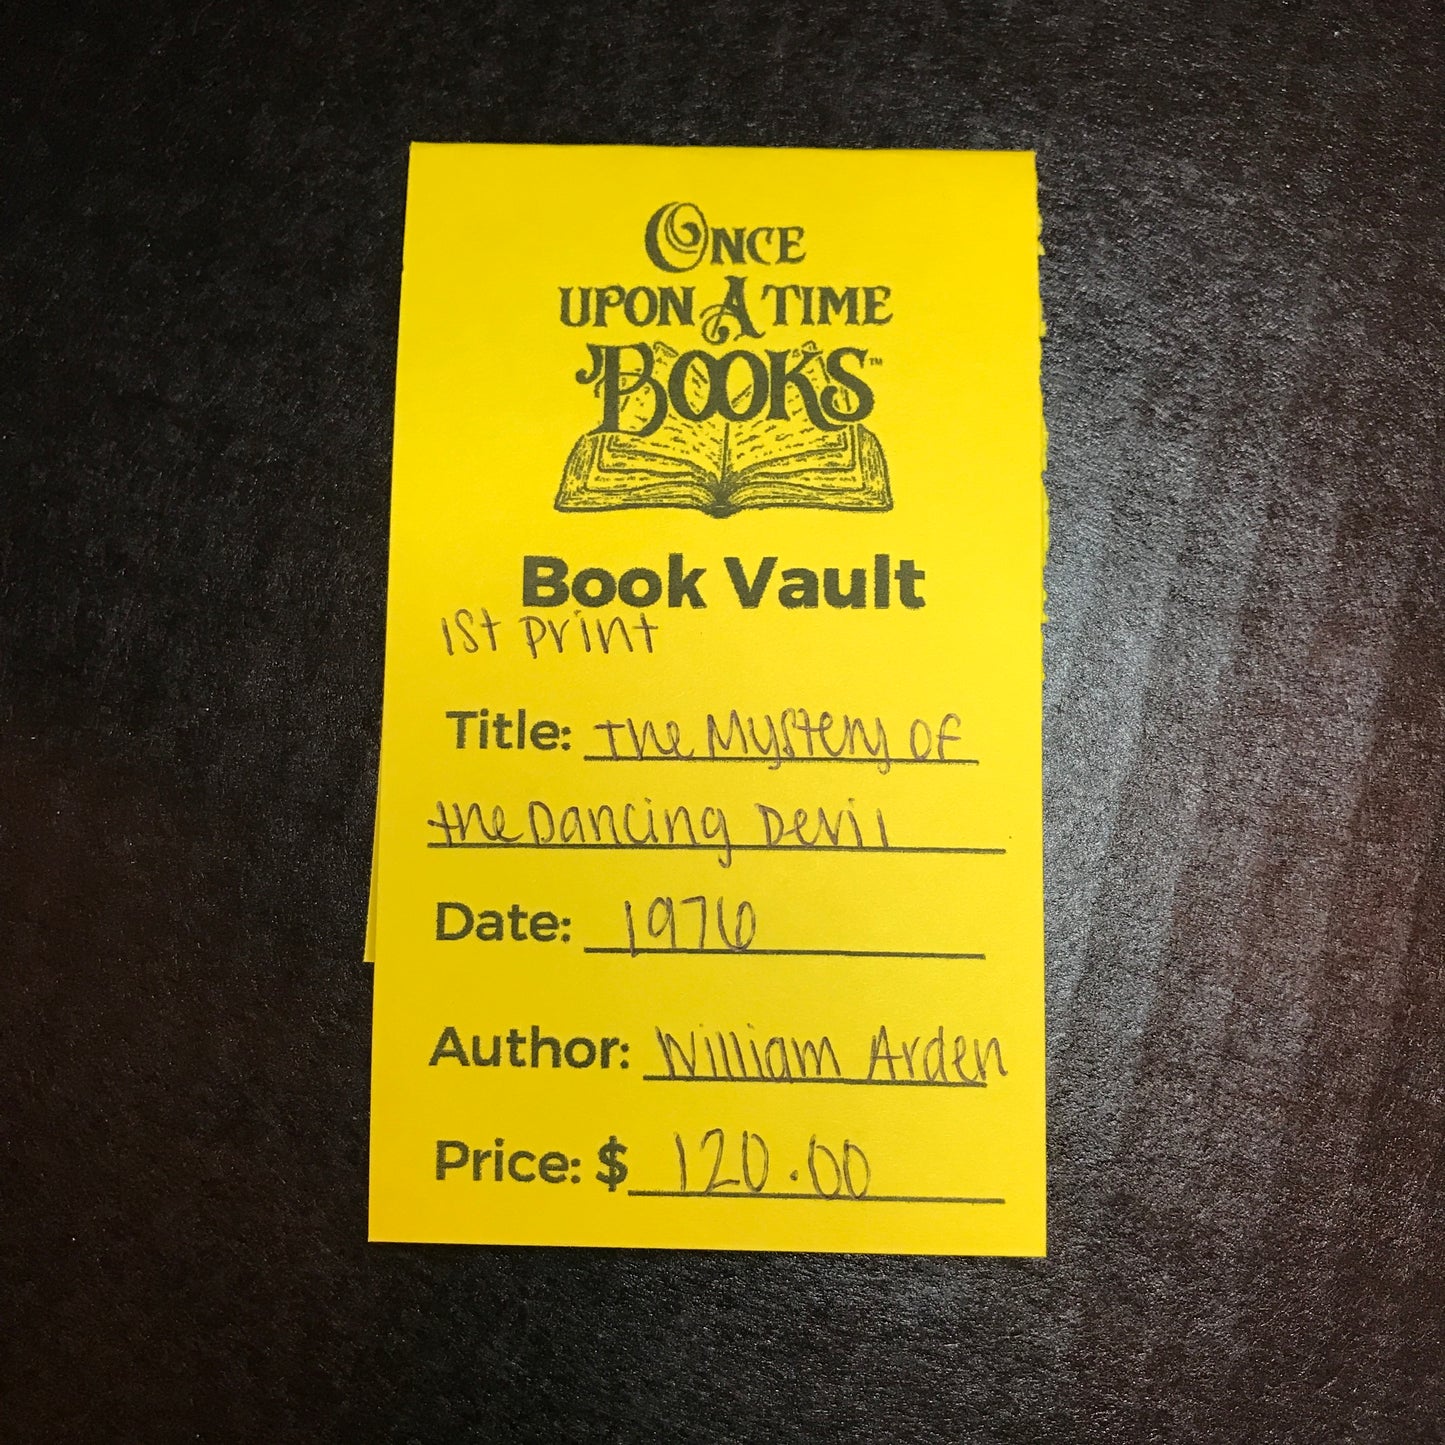 ONCE
UPON A TIME
BOOKS™
Book Vault
1st print
Title: The Mystery of
the Dancing Devil
Date: 1976
Author: William Arden
Price: $ 120.00